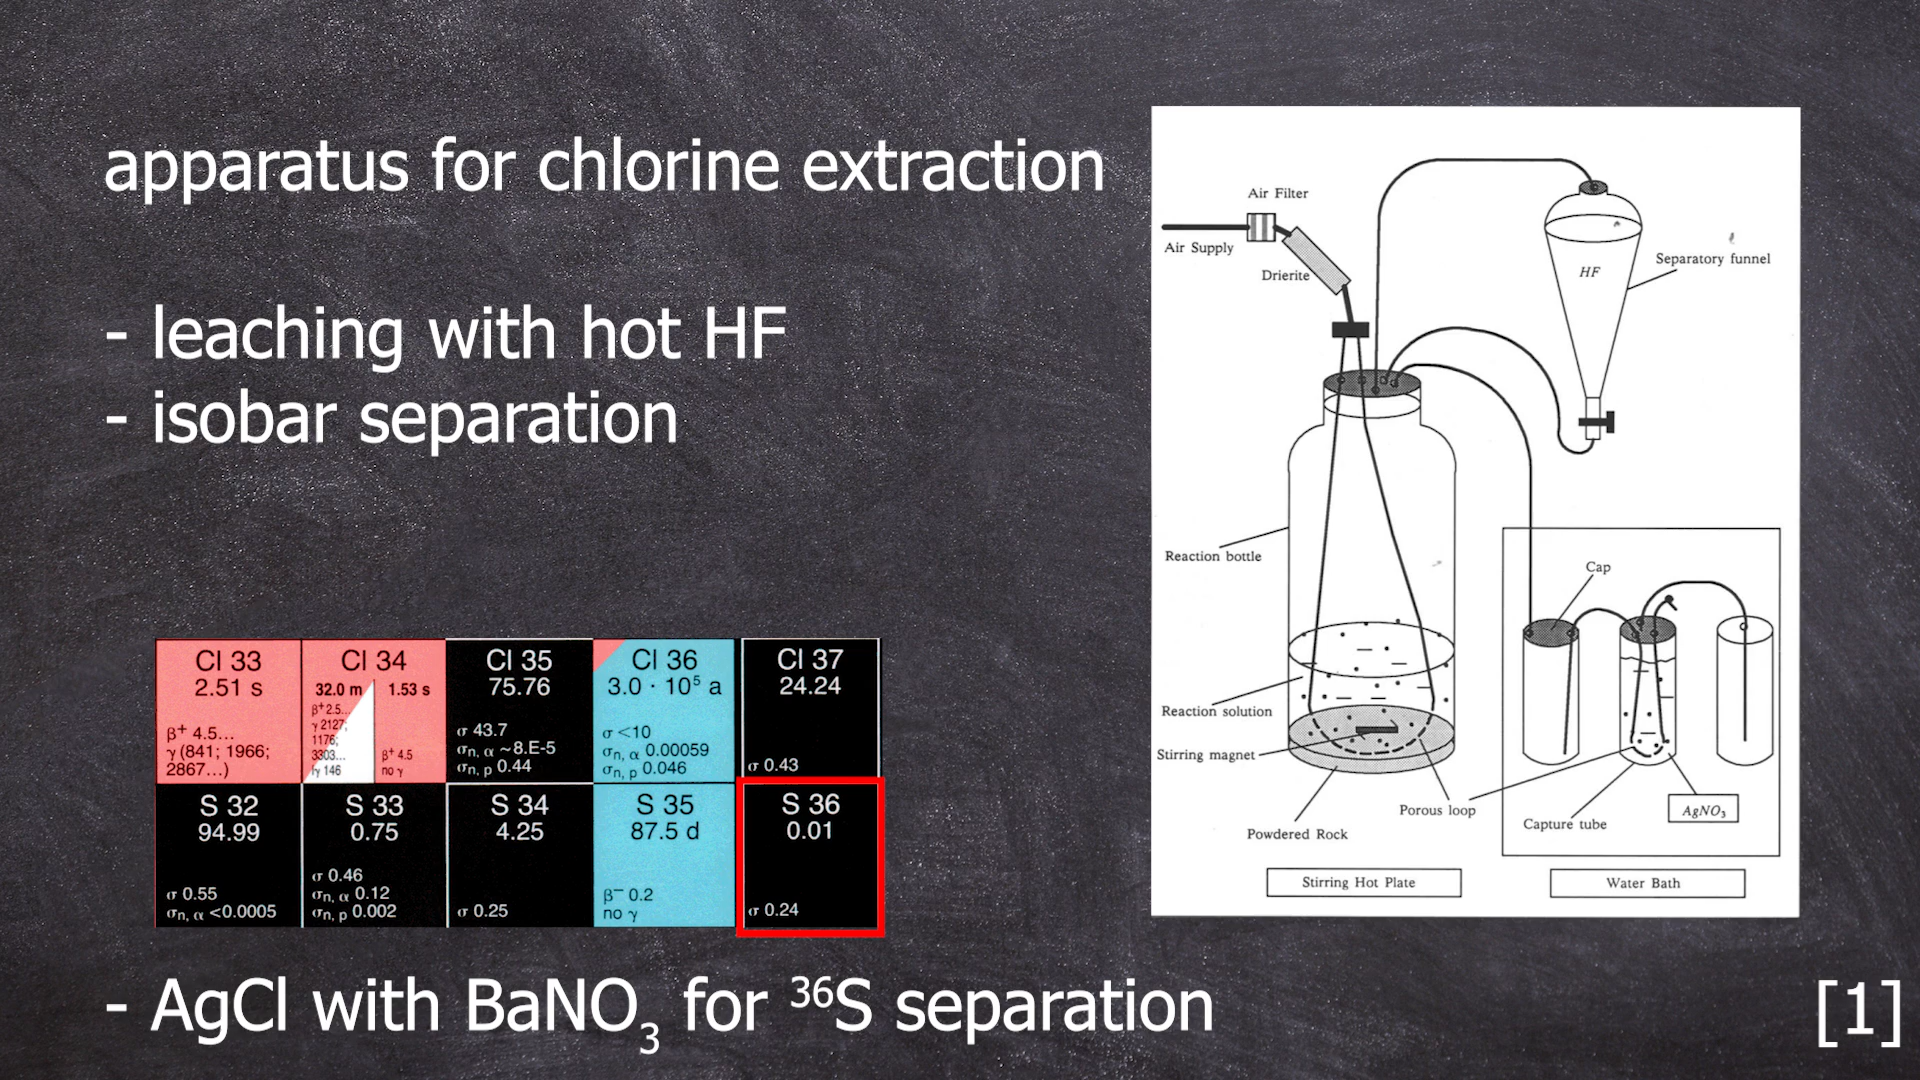 apparatus for chlorine extraction
- leaching with hot HF
- isobar separation
Cl 33
2.51 s
β⁺ 4.5...
γ (841; 1966;
2867...)
Cl 34
32.0 m 1.53 s
β⁺ 2.5...
γ 2127;
1176;
3303...
Iγ 146
β⁺ 4.5
no γ
Cl 35
75.76
σ 43.7
σn, α ~8.E-5
σn, p 0.44
Cl 36
3.0 · 10⁵ a
σ <10
σn, α 0.00059
σn, p 0.046
Cl 37
24.24
σ 0.43
S 32
94.99
σ 0.55
σn, α <0.0005
S 33
0.75
σ 0.46
σn, α 0.12
σn, p 0.002
S 34
4.25
σ 0.25
S 35
87.5 d
β⁻ 0.2
no γ
S 36
0.01
σ 0.24
- AgCl with BaNO₃ for ³⁶S separation
Air Filter
Air Supply
Drierite
HF
Separatory funnel
Reaction bottle
Cap
Reaction solution
Stirring magnet
Porous loop
Powdered Rock
Capture tube
AgNO₃
Stirring Hot Plate
Water Bath
[1]